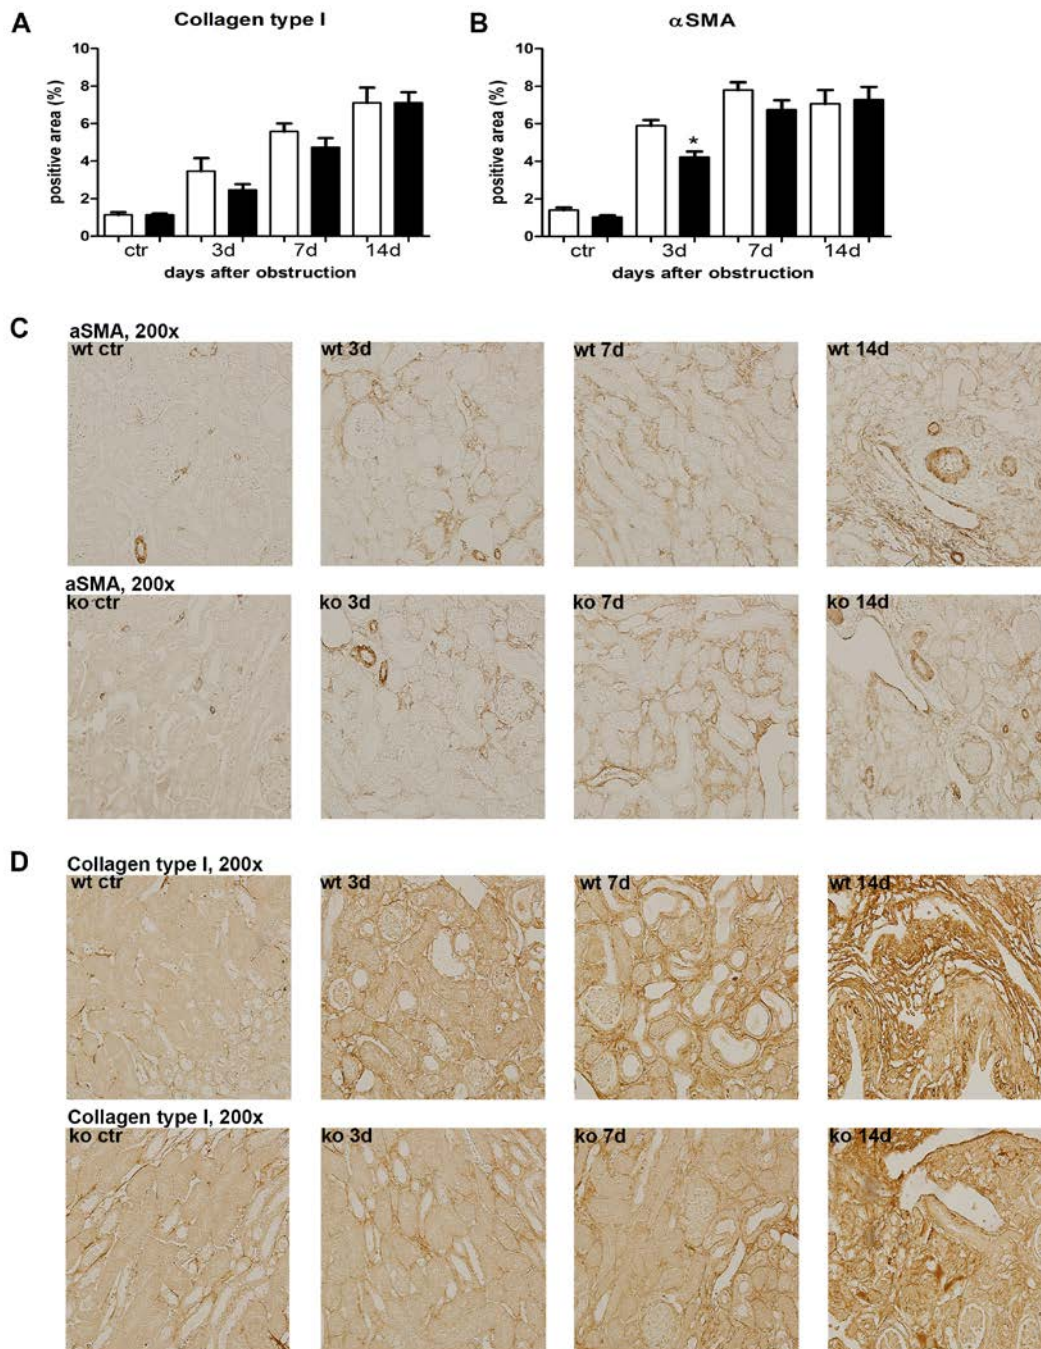 A
Collagen type I
positive area (%)
10
8
6
4
2
0
ctr 3d 7d 14d
days after obstruction
B
αSMA
positive area (%)
10
8
6
4
2
0
*
ctr 3d 7d 14d
days after obstruction
C
aSMA, 200x
wt ctr
wt 3d
wt 7d
wt 14d
aSMA, 200x
ko ctr
ko 3d
ko 7d
ko 14d
D
Collagen type I, 200x
wt ctr
wt 3d
wt 7d
wt 14d
Collagen type I, 200x
ko ctr
ko 3d
ko 7d
ko 14d